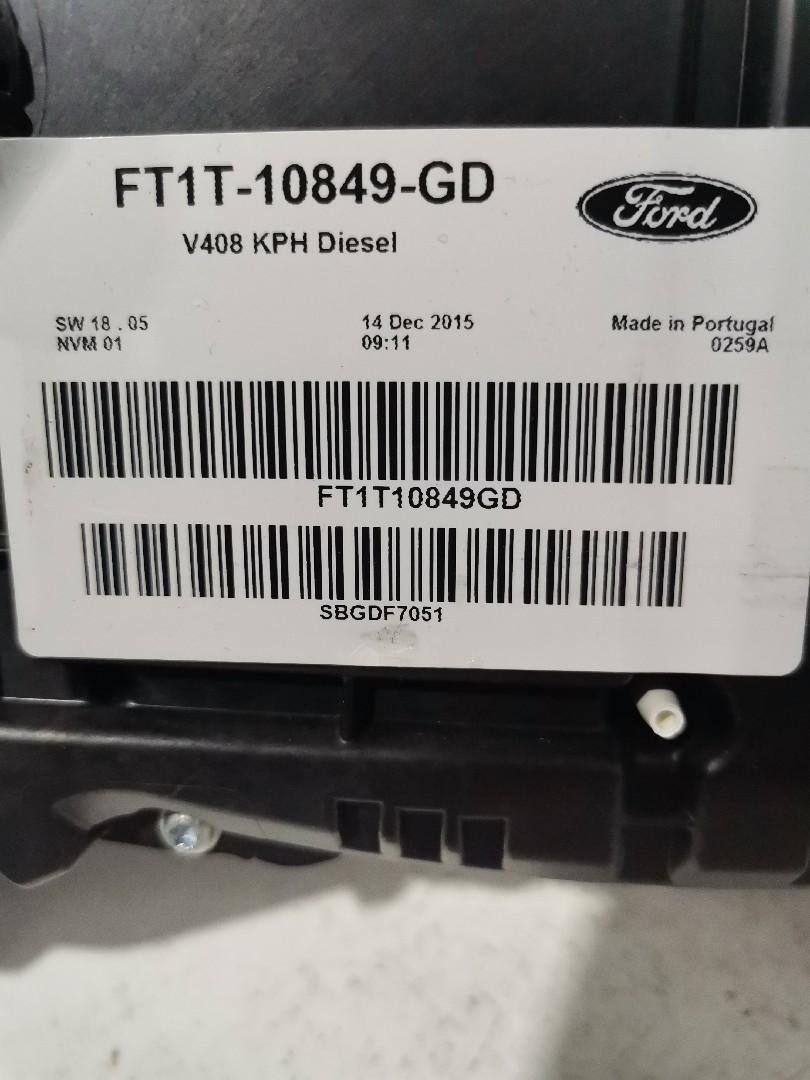 FT1T-10849-GD
Ford
V408 KPH Diesel
SW 18 . 05
14 Dec 2015
Made in Portugal
NVM 01
09:11
0259A
FT1T10849GD
SBGDF7051